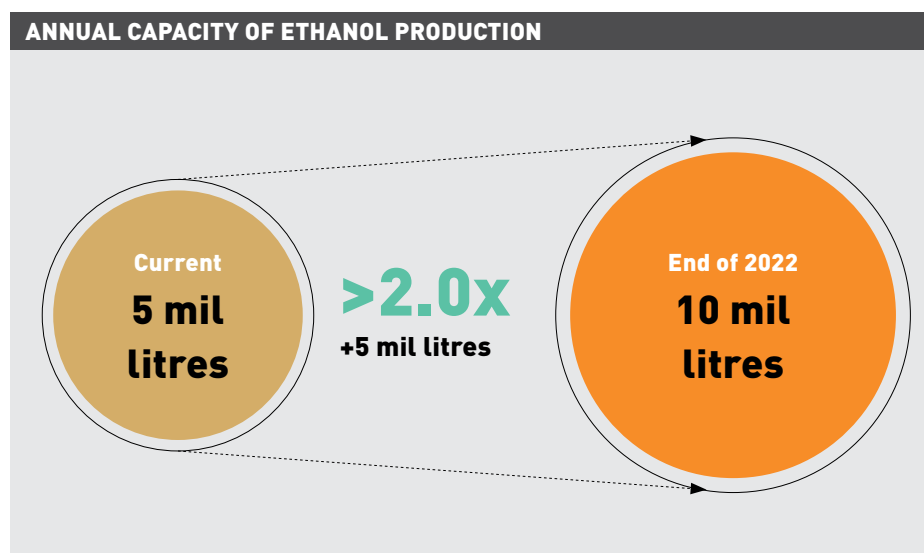 ANNUAL CAPACITY OF ETHANOL PRODUCTION
Current
5 mil
litres
>2.0x
+5 mil litres
End of 2022
10 mil
litres